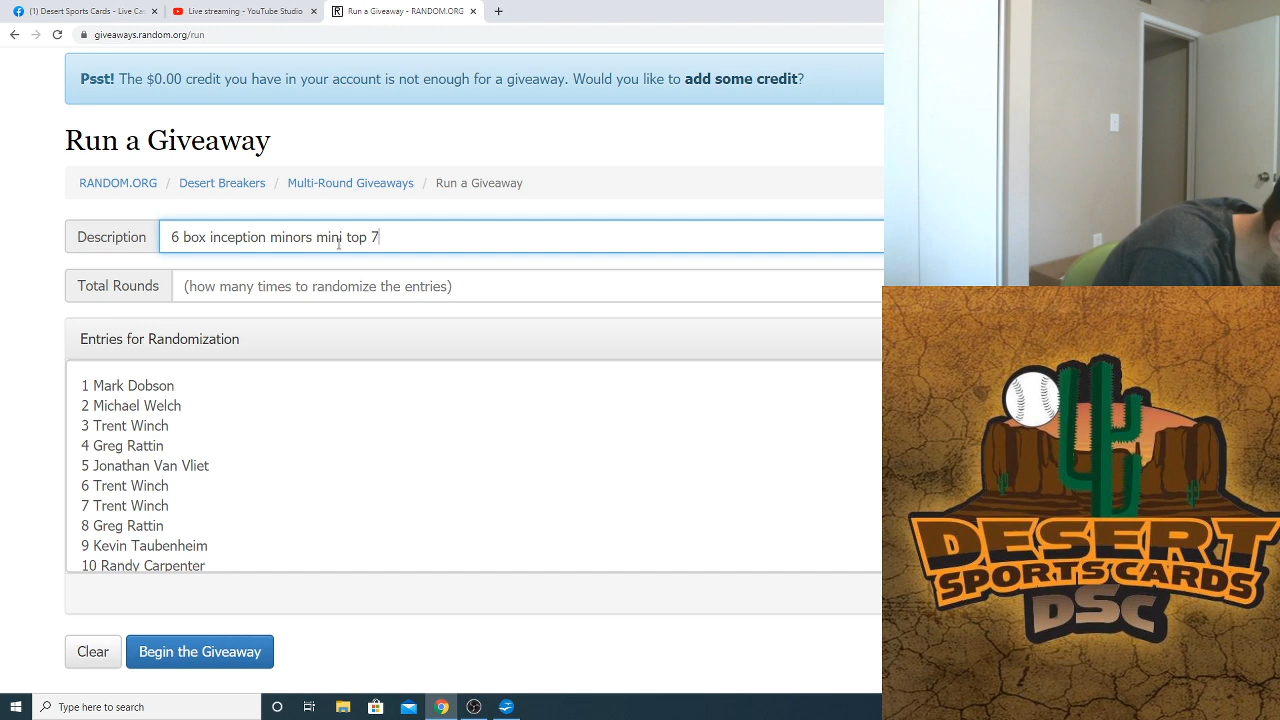 (1) Desert Sports Cards - Live Ca
Live streaming - YouTube Studio
Run a Giveaway - RANDOM.ORG
giveaways.random.org/run
Psst! The $0.00 credit you have in your account is not enough for a giveaway. Would you like to add some credit?
Run a Giveaway
RANDOM.ORG / Desert Breakers / Multi-Round Giveaways / Run a Giveaway
Description 6 box inception minors mini top 7
Total Rounds (how many times to randomize the entries)
Entries for Randomization
1 Mark Dobson
2 Michael Welch
3 Trent Winch
4 Greg Rattin
5 Jonathan Van Vliet
6 Trent Winch
7 Trent Winch
8 Greg Rattin
9 Kevin Taubenheim
10 Randy Carpenter
Clear Begin the Giveaway
Type here to search
DESERT
SPORTS CARDS
DSC